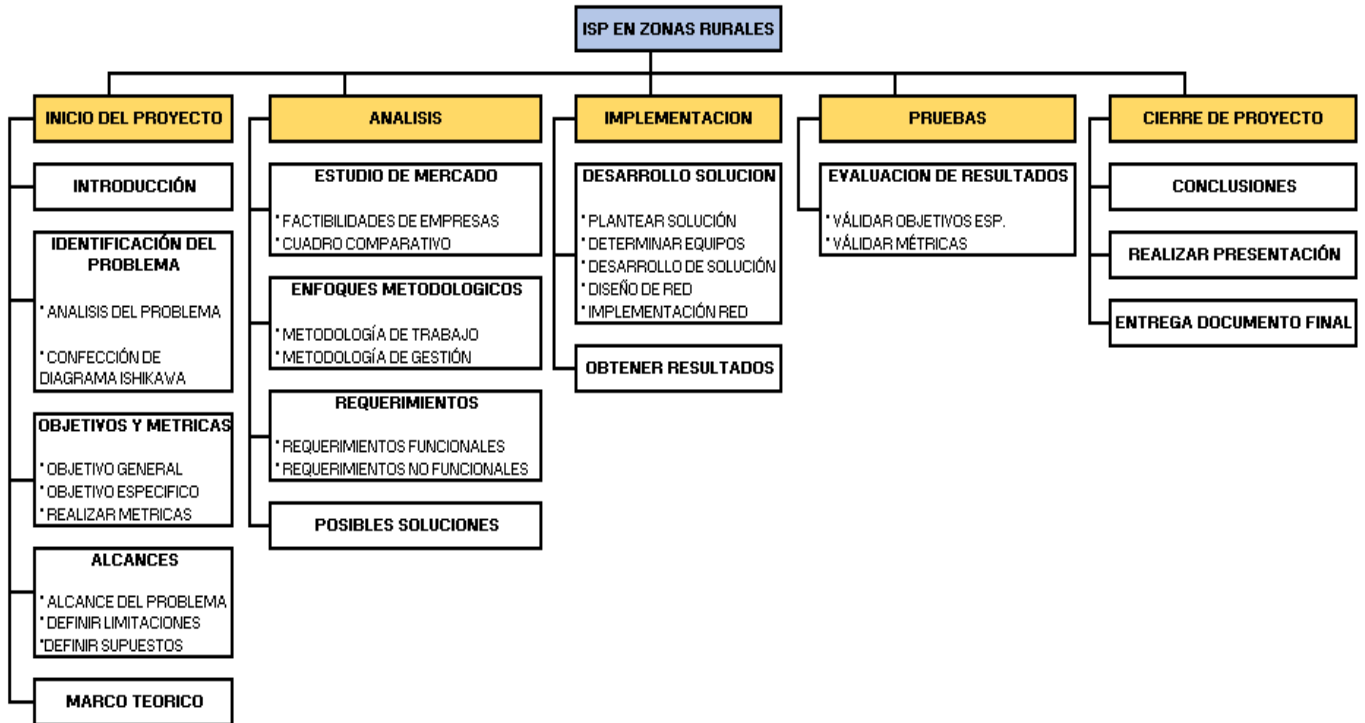 ISP EN ZONAS RURALES
INICIO DEL PROYECTO
INTRODUCCIÓN
IDENTIFICACIÓN DEL
PROBLEMA
* ANALISIS DEL PROBLEMA
* CONFECCIÓN DE
DIAGRAMA ISHIKAVA
OBJETIVOS Y METRICAS
* OBJETIVO GENERAL
* OBJETIVO ESPECIFICO
* REALIZAR METRICAS
ALCANCES
* ALCANCE DEL PROBLEMA
* DEFINIR LIMITACIONES
*DEFINIR SUPUESTOS
MARCO TEORICO
ANALISIS
ESTUDIO DE MERCADO
* FACTIBILIDADES DE EMPRESAS
* CUADRO COMPARATIVO
ENFOQUES METODOLOGICOS
* METODOLOGÍA DE TRABAJO
* METODOLOGÍA DE GESTIÓN
REQUERIMIENTOS
* REQUERIMIENTOS FUNCIONALES
* REQUERIMIENTOS NO FUNCIONALES
POSIBLES SOLUCIONES
IMPLEMENTACION
DESARROLLO SOLUCION
* PLANTEAR SOLUCIÓN
* DETERMINAR EQUIPOS
* DESARROLLO DE SOLUCIÓN
* DISEÑO DE RED
* IMPLEMENTACIÓN RED
OBTENER RESULTADOS
PRUEBAS
EVALUACION DE RESULTADOS
* VÁLIDAR OBJETIVOS ESP.
* VÁLIDAR MÉTRICAS
CIERRE DE PROYECTO
CONCLUSIONES
REALIZAR PRESENTACIÓN
ENTREGA DOCUMENTO FINAL